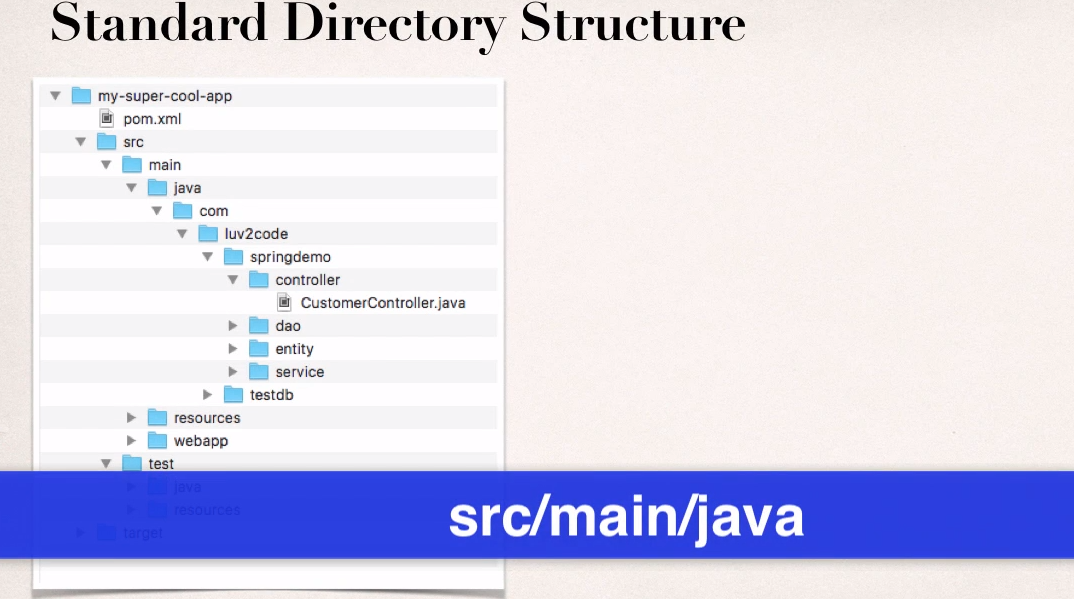 Standard Directory Structure
my-super-cool-app
pom.xml
src
main
java
com
luv2code
springdemo
controller
CustomerController.java
dao
entity
service
testdb
resources
webapp
test
java
resources
target
src/main/java